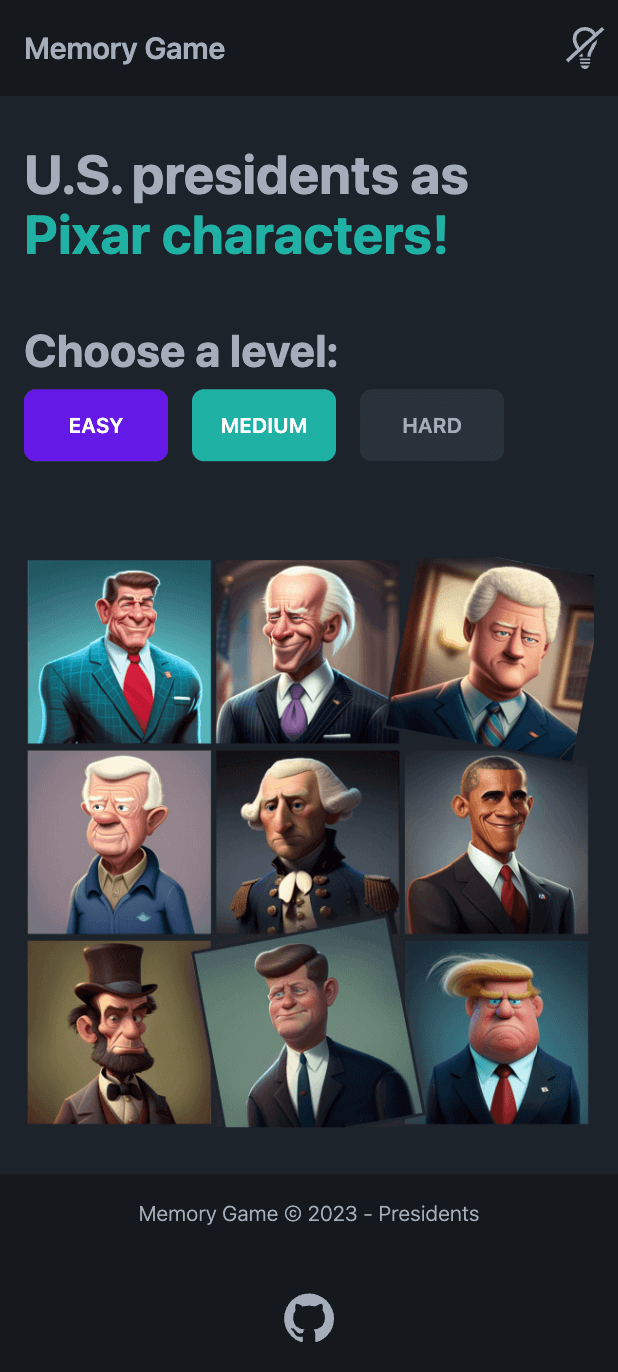 Memory Game
U.S. presidents as
Pixar characters!
Choose a level:
EASY
MEDIUM
HARD
Memory Game © 2023 - Presidents